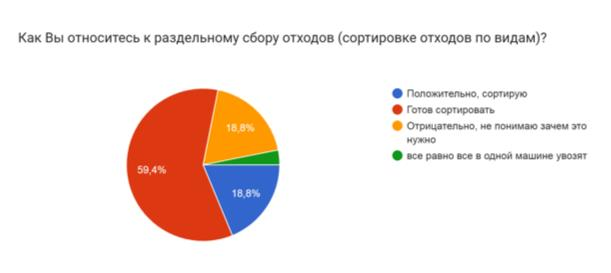 Как Вы относитесь к раздельному сбору отходов (сортировке отходов по видам)?
18,8%
59,4%
18,8%
Положительно, сортирую
Готов сортировать
Отрицательно, не понимаю зачем это
нужно
все равно все в одной машине увозят